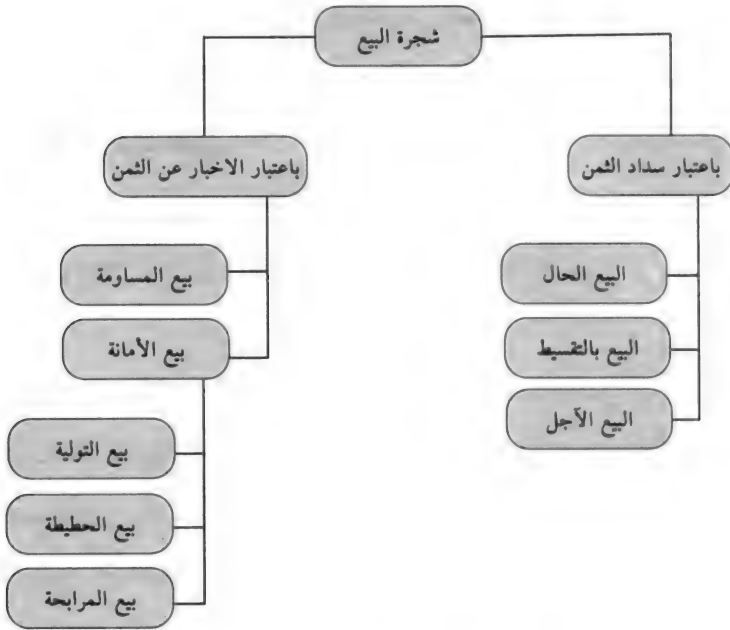 شجرة البيع
باعتبار سداد الثمن
باعتبار الاخبار عن الثمن
البيع الحال
البيع بالتقسيط
البيع الآجل
بيع المساومة
بيع الأمانة
بيع التولية
بيع الحطيطة
بيع المرابحة